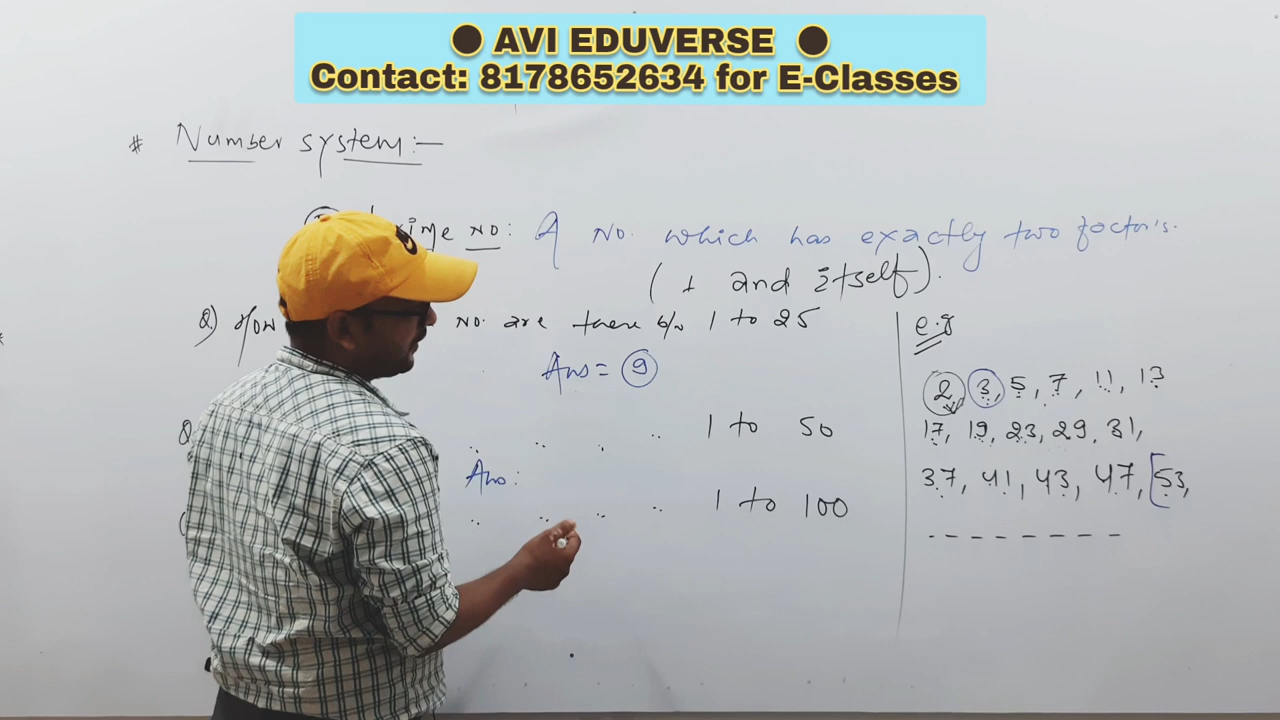 ● AVI EDUVERSE ●
Contact: 8178652634 for E-Classes
# Number system:-
NO: A NO. which has exactly two factor's.
(1 and itself).
Q) How NO. are there b/w 1 to 25
Ans = 9
Q 1 to 50
Ans:
1 to 100
e.g
2, 3, 5, 7, 11, 13
17, 19, 23, 29, 31,
37, 41, 43, 47, [53,
--------